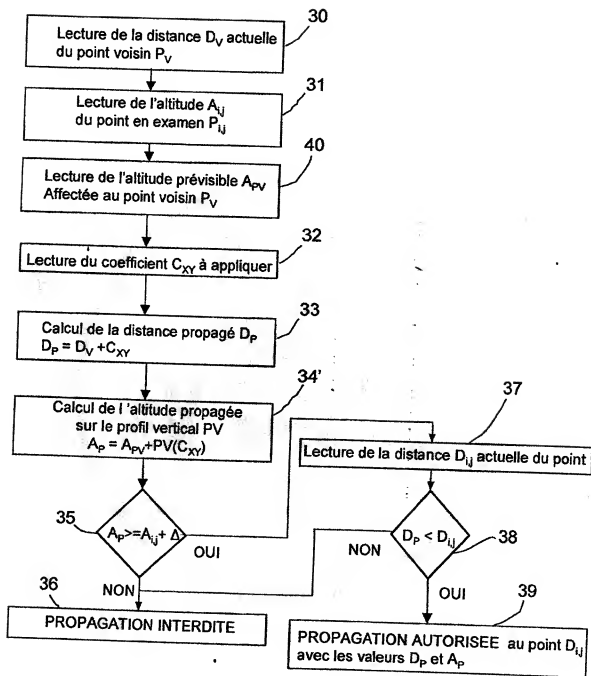 30
Lecture de la distance D_V actuelle
du point voisin P_V
31
Lecture de l'altitude A_i,j
du point en examen P_i,j
40
Lecture de l'altitude prévisible A_PV
Affectée au point voisin P_V
32
Lecture du coefficient C_XY à appliquer
33
Calcul de la distance propagé D_P
D_P = D_V +C_XY
34'
Calcul de l 'altitude propagée
sur le profil vertical PV
A_P = A_PV+PV(C_XY)
35
A_P>=A_i,j+ Δ
OUI
NON
36
PROPAGATION INTERDITE
37
Lecture de la distance D_i,j actuelle du point
38
D_P < D_i,j
NON
OUI
39
PROPAGATION AUTORISEE au point D_i,j
avec les valeurs D_P et A_P